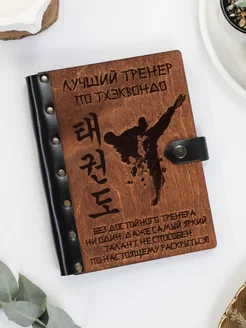 ЛУЧШИЙ ТРЕНЕР
ПО ТХЭКВОНДО
태권도
БЕЗ ДОСТОЙНОГО ТРЕНЕРА
НИ ОДИН, ДАЖЕ САМЫЙ ЯРКИЙ
ТАЛАНТ, НЕ СПОСОБЕН
ПО-НАСТОЯЩЕМУ РАСКРЫТЬСЯ!